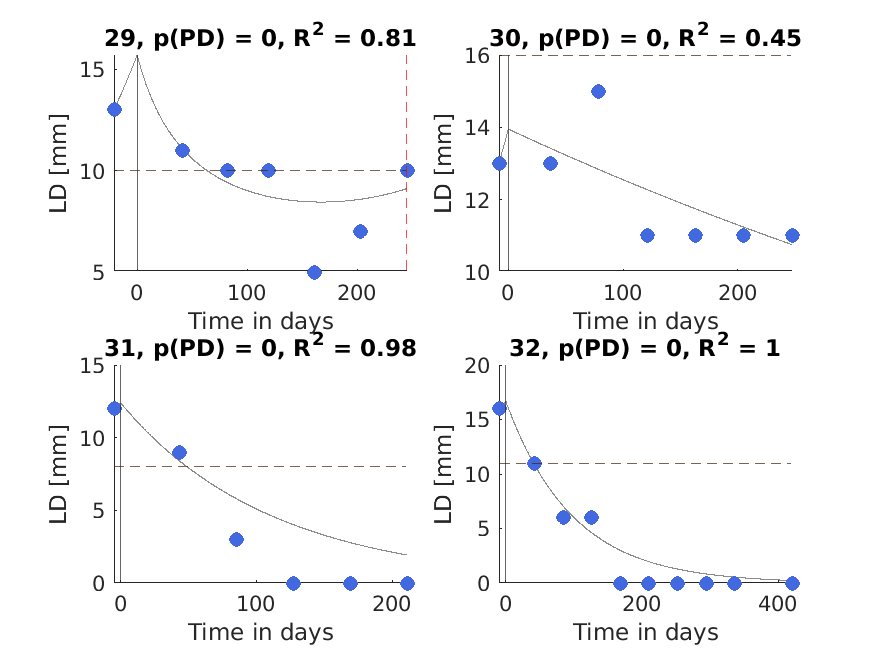 29, p(PD) = 0, R² = 0.81
15
10
5
LD [mm]
0
100
200
Time in days
30, p(PD) = 0, R² = 0.45
16
14
12
10
LD [mm]
0
100
200
Time in days
31, p(PD) = 0, R² = 0.98
15
10
5
0
LD [mm]
0
100
200
Time in days
32, p(PD) = 0, R² = 1
20
15
10
5
0
LD [mm]
0
200
400
Time in days